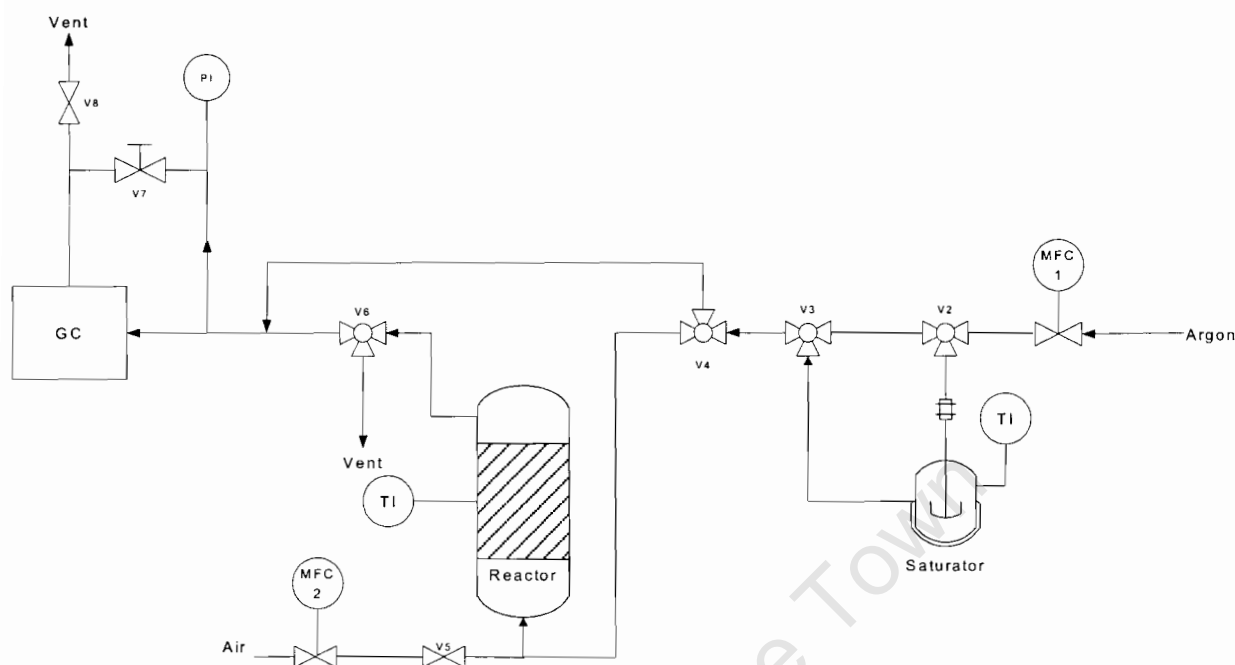 Vent
PI
V8
V7
MFC
1
V6
V3
V2
GC
Argon
V4
Vent
TI
TI
Reactor
Saturator
MFC
2
Air
V5
e Town